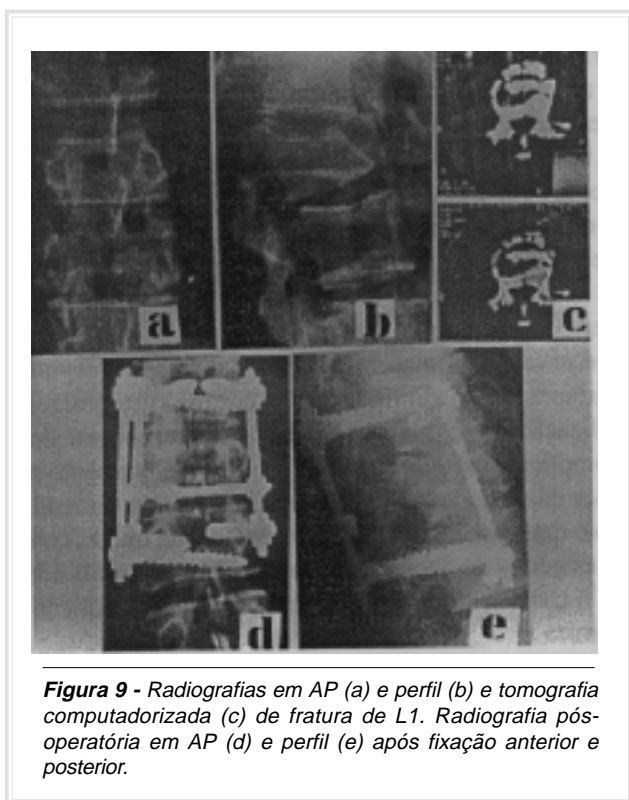 a
b
c
d
e
Figura 9 - Radiografias em AP (a) e perfil (b) e tomografia
computadorizada (c) de fratura de L1. Radiografia pós-
operatória em AP (d) e perfil (e) após fixação anterior e
posterior.